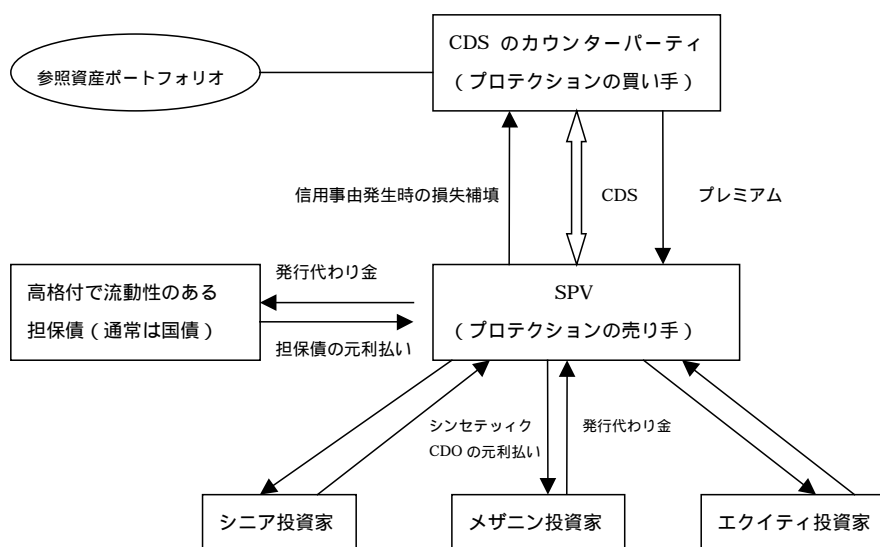 CDS のカウンターパーティ
(プロテクションの買い手)
参照資産ポートフォリオ
信用事由発生時の損失補填
CDS
プレミアム
発行代わり金
高格付で流動性のある
担保債(通常は国債)
担保債の元利払い
SPV
(プロテクションの売り手)
シンセテッィク
CDO の元利払い
発行代わり金
シニア投資家
メザニン投資家
エクイティ投資家